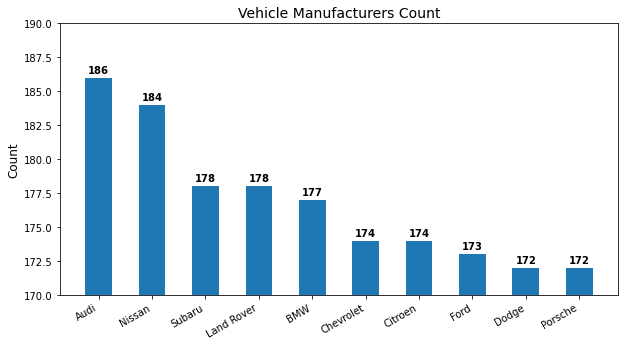 Vehicle Manufacturers Count
190.0
187.5
185.0
182.5
180.0
177.5
175.0
172.5
170.0
Count
186
184
178
178
177
174
174
173
172
172
Audi
Nissan
Subaru
Land Rover
BMW
Chevrolet
Citroen
Ford
Dodge
Porsche